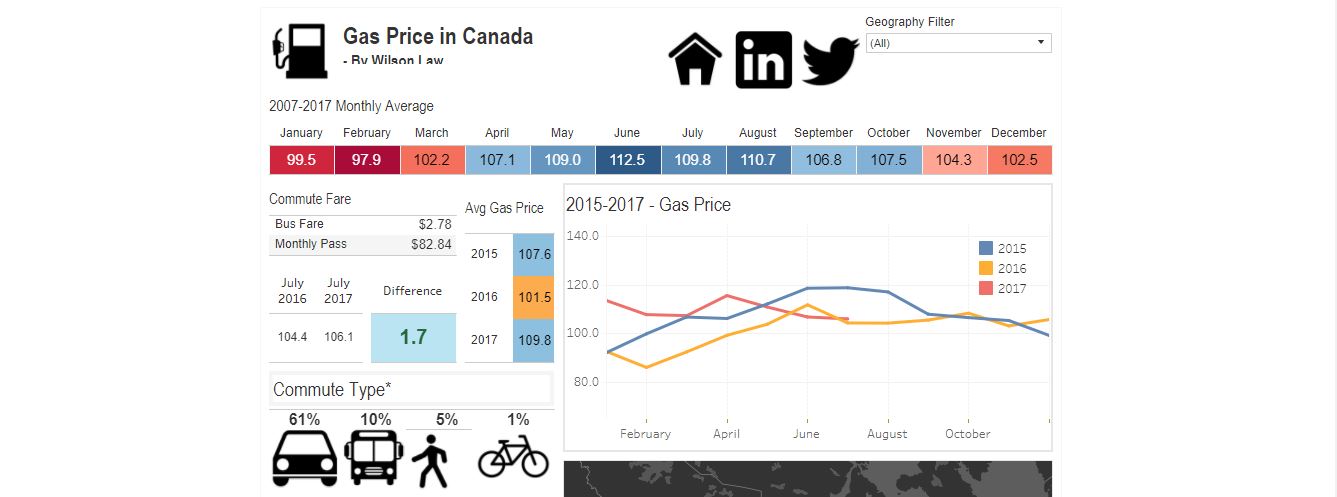 Gas Price in Canada
- By Wilson Law
in
Geography Filter
(All)
2007-2017 Monthly Average
January February March April May June July August September October November December
99.5 97.9 102.2 107.1 109.0 112.5 109.8 110.7 106.8 107.5 104.3 102.5
Commute Fare
Bus Fare $2.78
Monthly Pass $82.84
July 2016 July 2017 Difference
104.4 106.1 1.7
Avg Gas Price
2015 107.6
2016 101.5
2017 109.8
Commute Type*
61% 10% 5% 1%
2015-2017 - Gas Price
140.0
120.0
100.0
80.0
2015
2016
2017
February April June August October